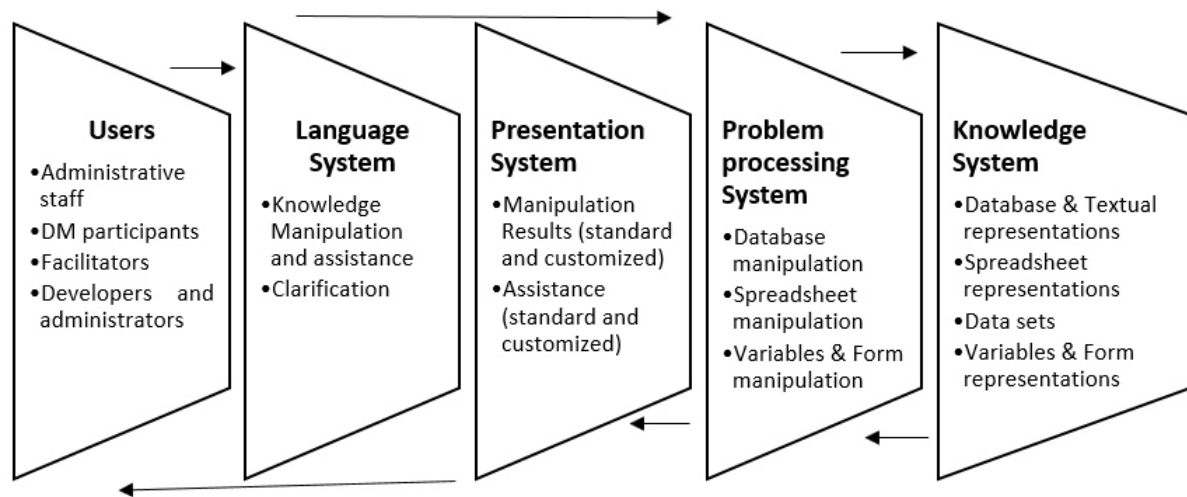 Users
•Administrative
staff
•DM participants
•Facilitators
•Developers and
administrators
Language
System
•Knowledge
Manipulation
and assistance
•Clarification
Presentation
System
•Manipulation
Results (standard
and customized)
•Assistance
(standard and
customized)
Problem
processing
System
•Database
manipulation
•Spreadsheet
manipulation
•Variables & Form
manipulation
Knowledge
System
•Database & Textual
representations
•Spreadsheet
representations
•Data sets
•Variables & Form
representations